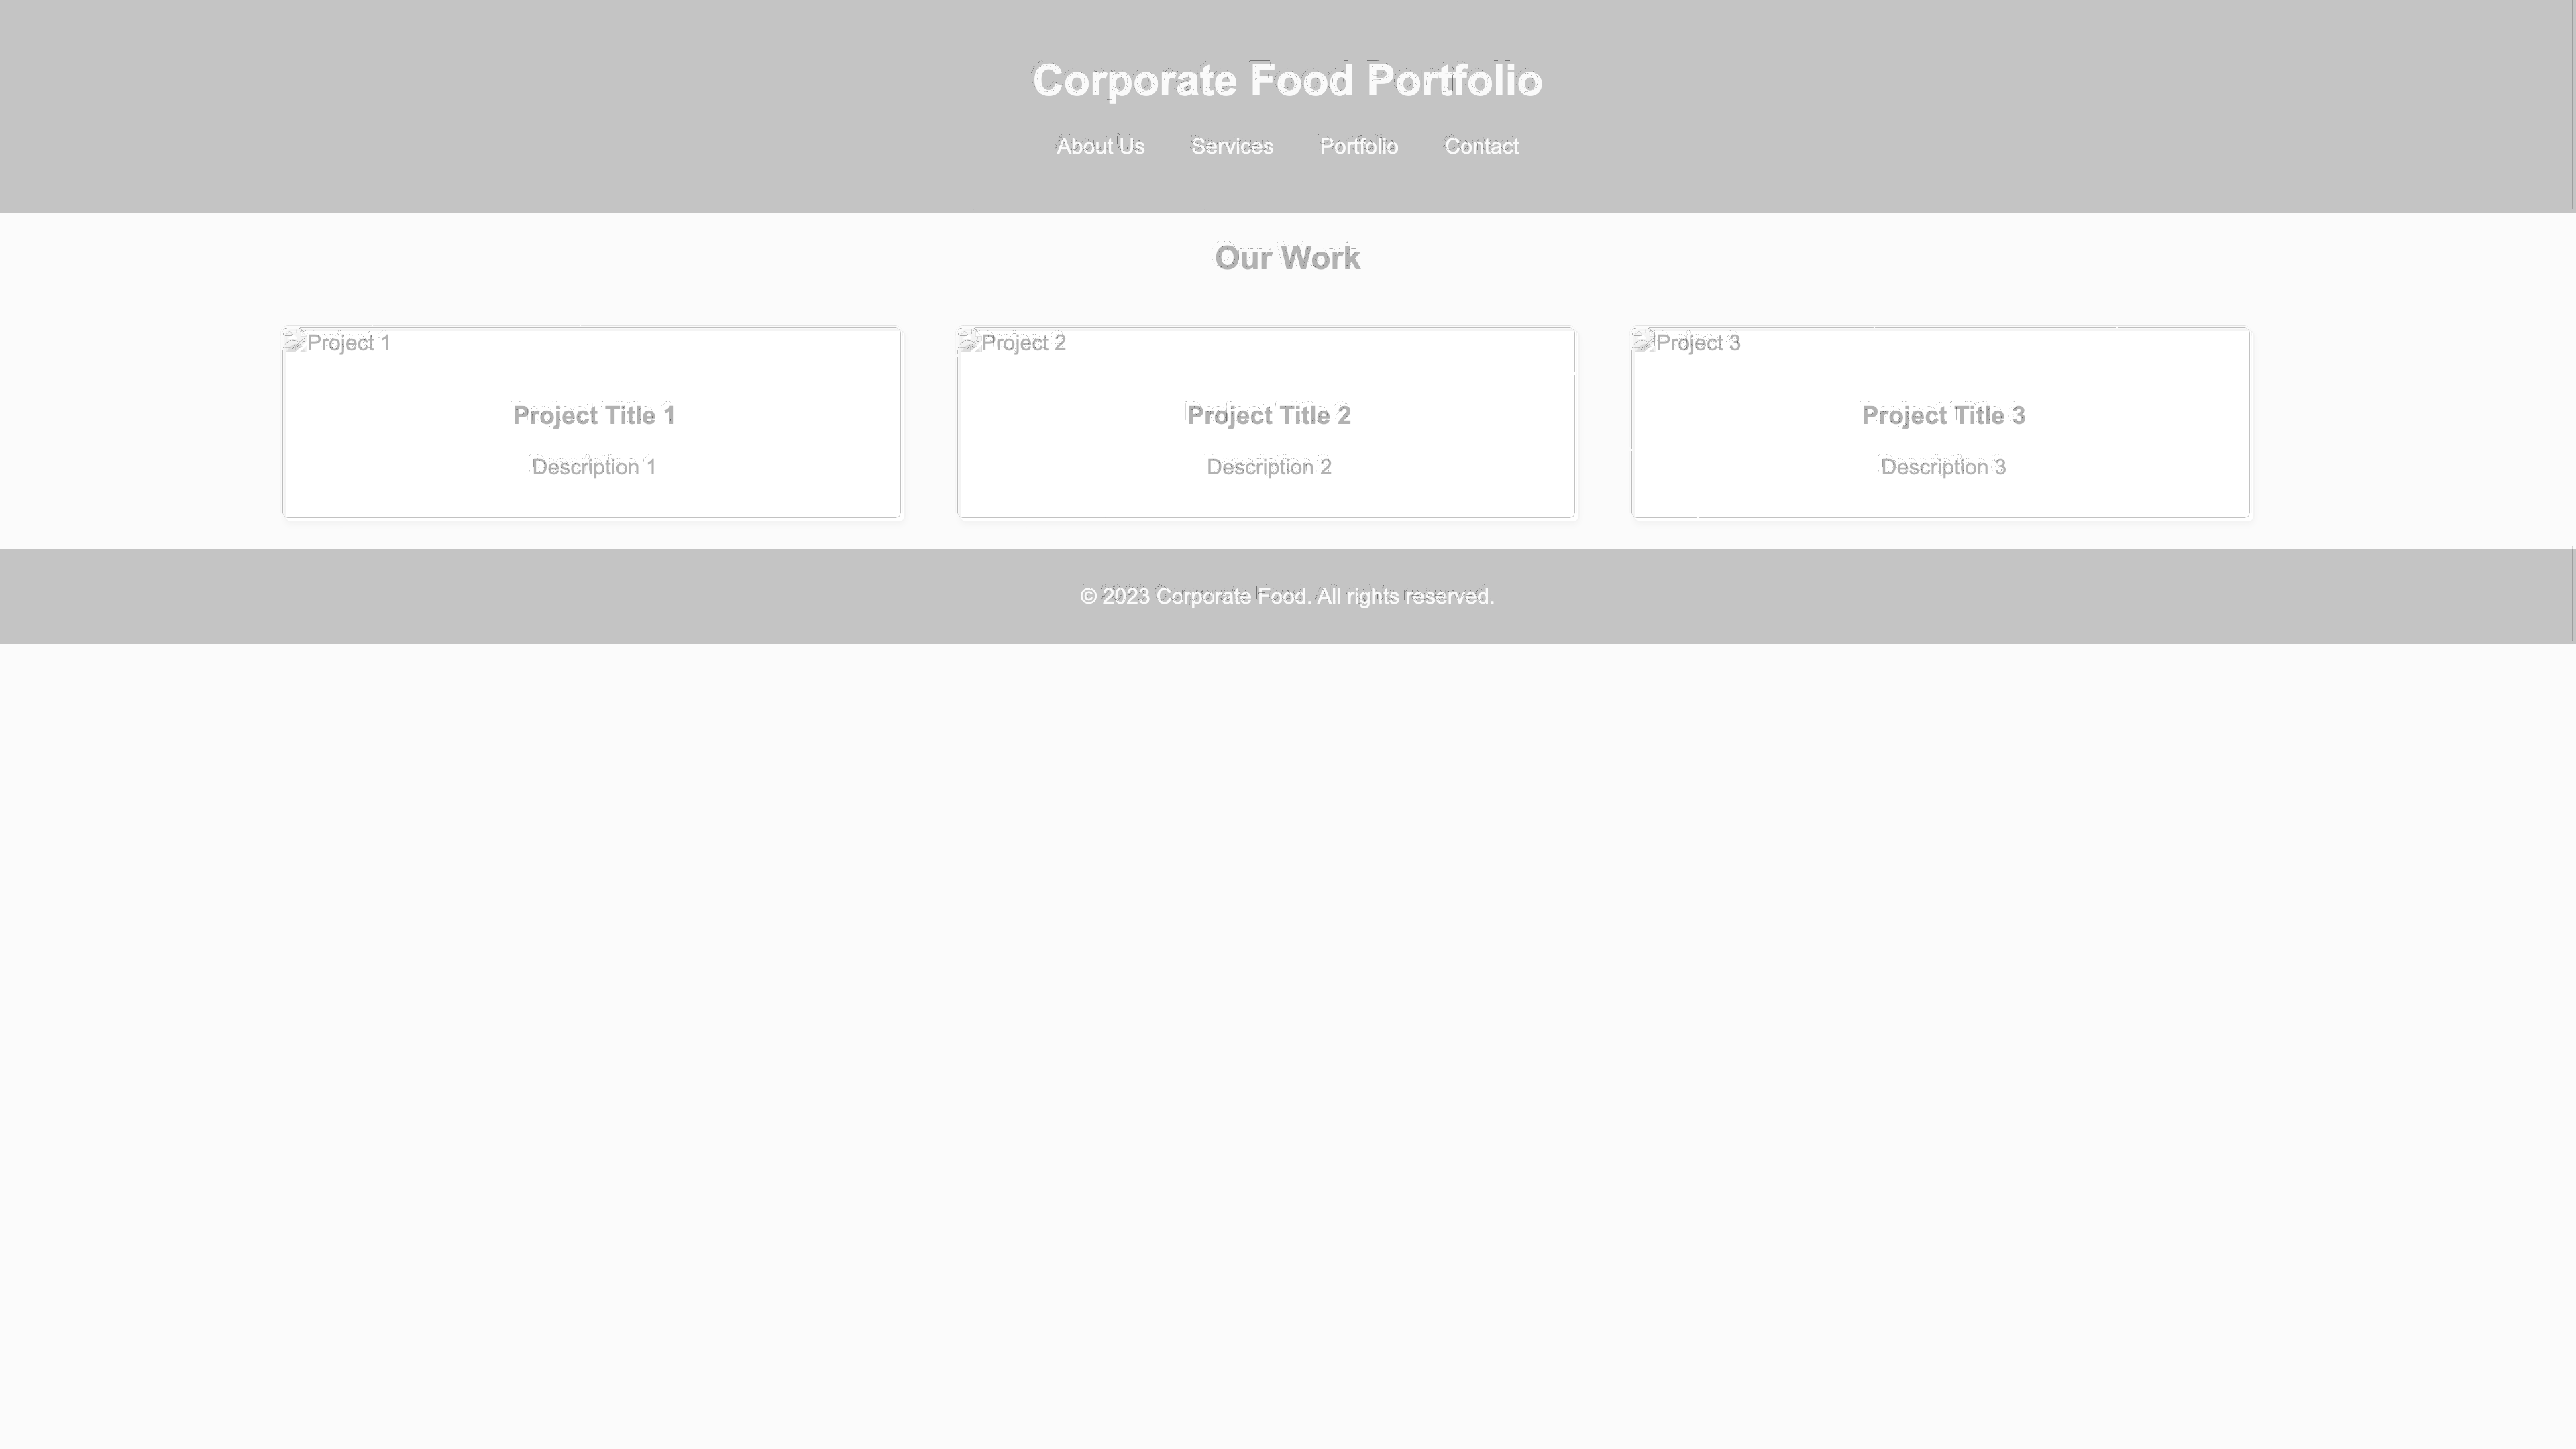 Corporate Food Portfolio
About Us Services Portfolio Contact
Our Work
Project 1 Project 2 Project 3
Project Title 1 Project Title 2 Project Title 3
Description 1 Description 2 Description 3
© 2023 Corporate Food. All rights reserved.